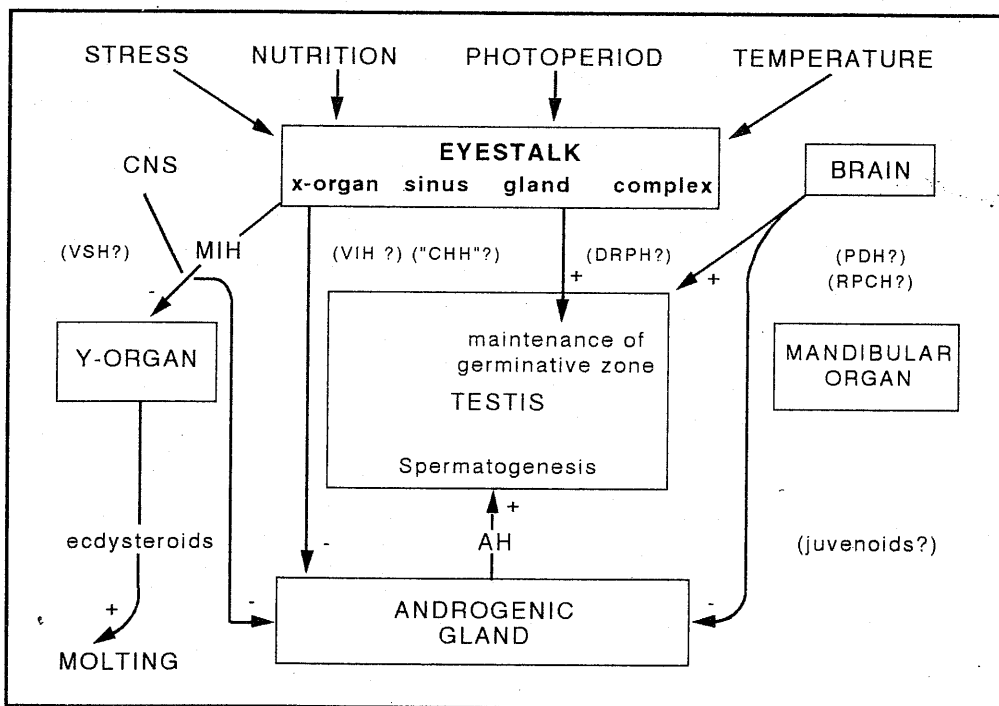 STRESS NUTRITION PHOTOPERIOD TEMPERATURE
EYESTALK
x-organ sinus gland complex
CNS
BRAIN
(VSH?) MIH (VIH ?) ("CHH"?) (DRPH?) (PDH?)
(RPCH?)
- + +
Y-ORGAN
maintenance of
germinative zone
TESTIS
Spermatogenesis
MANDIBULAR
ORGAN
+
ecdysteroids - AH (juvenoids?)
+ - -
ANDROGENIC
GLAND
MOLTING